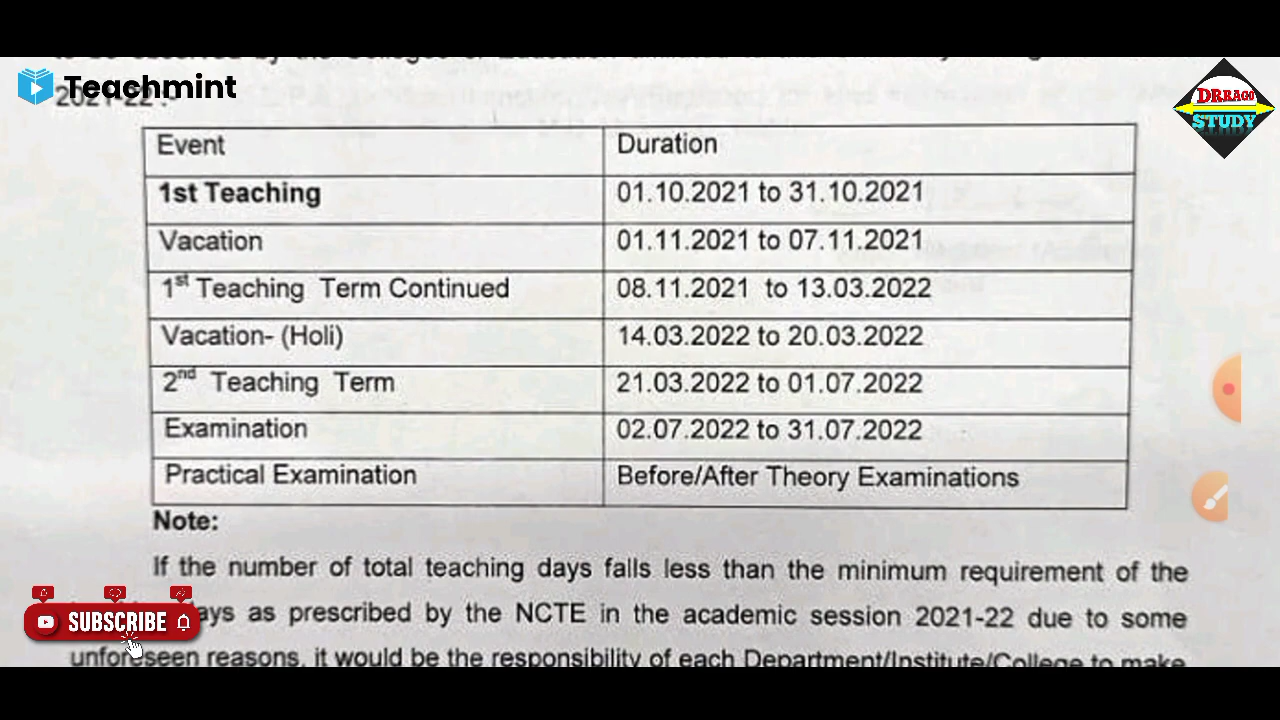 Teachmint
DRRAGO
STUDY
2021-22 :-
Event Duration
1st Teaching 01.10.2021 to 31.10.2021
Vacation 01.11.2021 to 07.11.2021
1st Teaching Term Continued 08.11.2021 to 13.03.2022
Vacation- (Holi) 14.03.2022 to 20.03.2022
2nd Teaching Term 21.03.2022 to 01.07.2022
Examination 02.07.2022 to 31.07.2022
Practical Examination Before/After Theory Examinations
Note:
If the number of total teaching days falls less than the minimum requirement of the
as prescribed by the NCTE in the academic session 2021-22 due to some
unforeseen reasons, it would be the responsibility of each Department/Institute/College to make
SUBSCRIBE